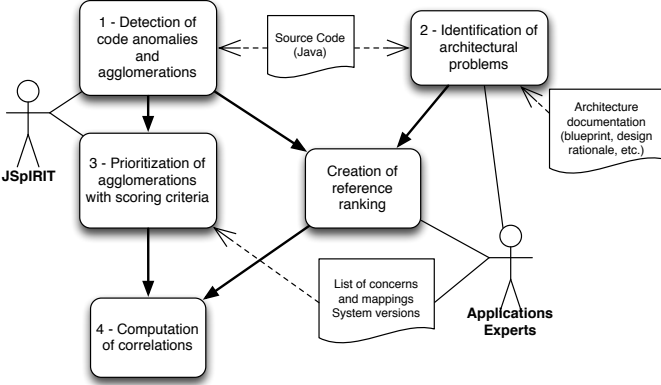 1 - Detection of
code anomalies
and
agglomerations
Source Code
(Java)
2 - Identification of
architectural
problems
Architecture
documentation
(blueprint, design
rationale, etc.)
JSpIRIT
3 - Prioritization of
agglomerations
with scoring criteria
Creation of
reference
ranking
List of concerns
and mappings
System versions
Applications
Experts
4 - Computation
of correlations